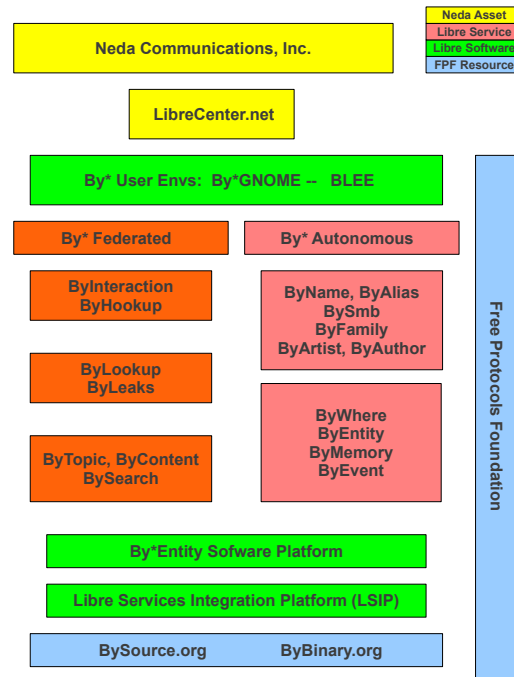 Neda Asset
Libre Service
Libre Software
FPF Resource
Neda Communications, Inc.
LibreCenter.net
By* User Envs: By*GNOME -- BLEE
By* Federated
By* Autonomous
ByInteraction
ByHookup
ByLookup
ByLeaks
ByTopic, ByContent
BySearch
ByName, ByAlias
BySmb
ByFamily
ByArtist, ByAuthor
ByWhere
ByEntity
ByMemory
ByEvent
Free Protocols Foundation
By*Entity Sofware Platform
Libre Services Integration Platform (LSIP)
BySource.org ByBinary.org